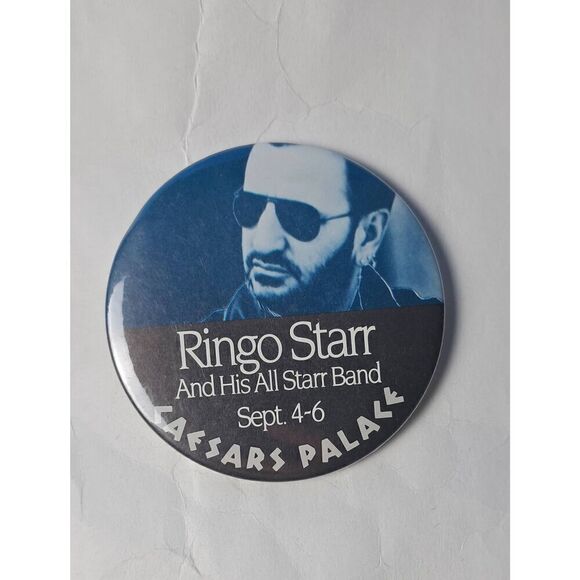 Ringo Starr
And His All Starr Band
Sept. 4-6
CAESARS PALACE